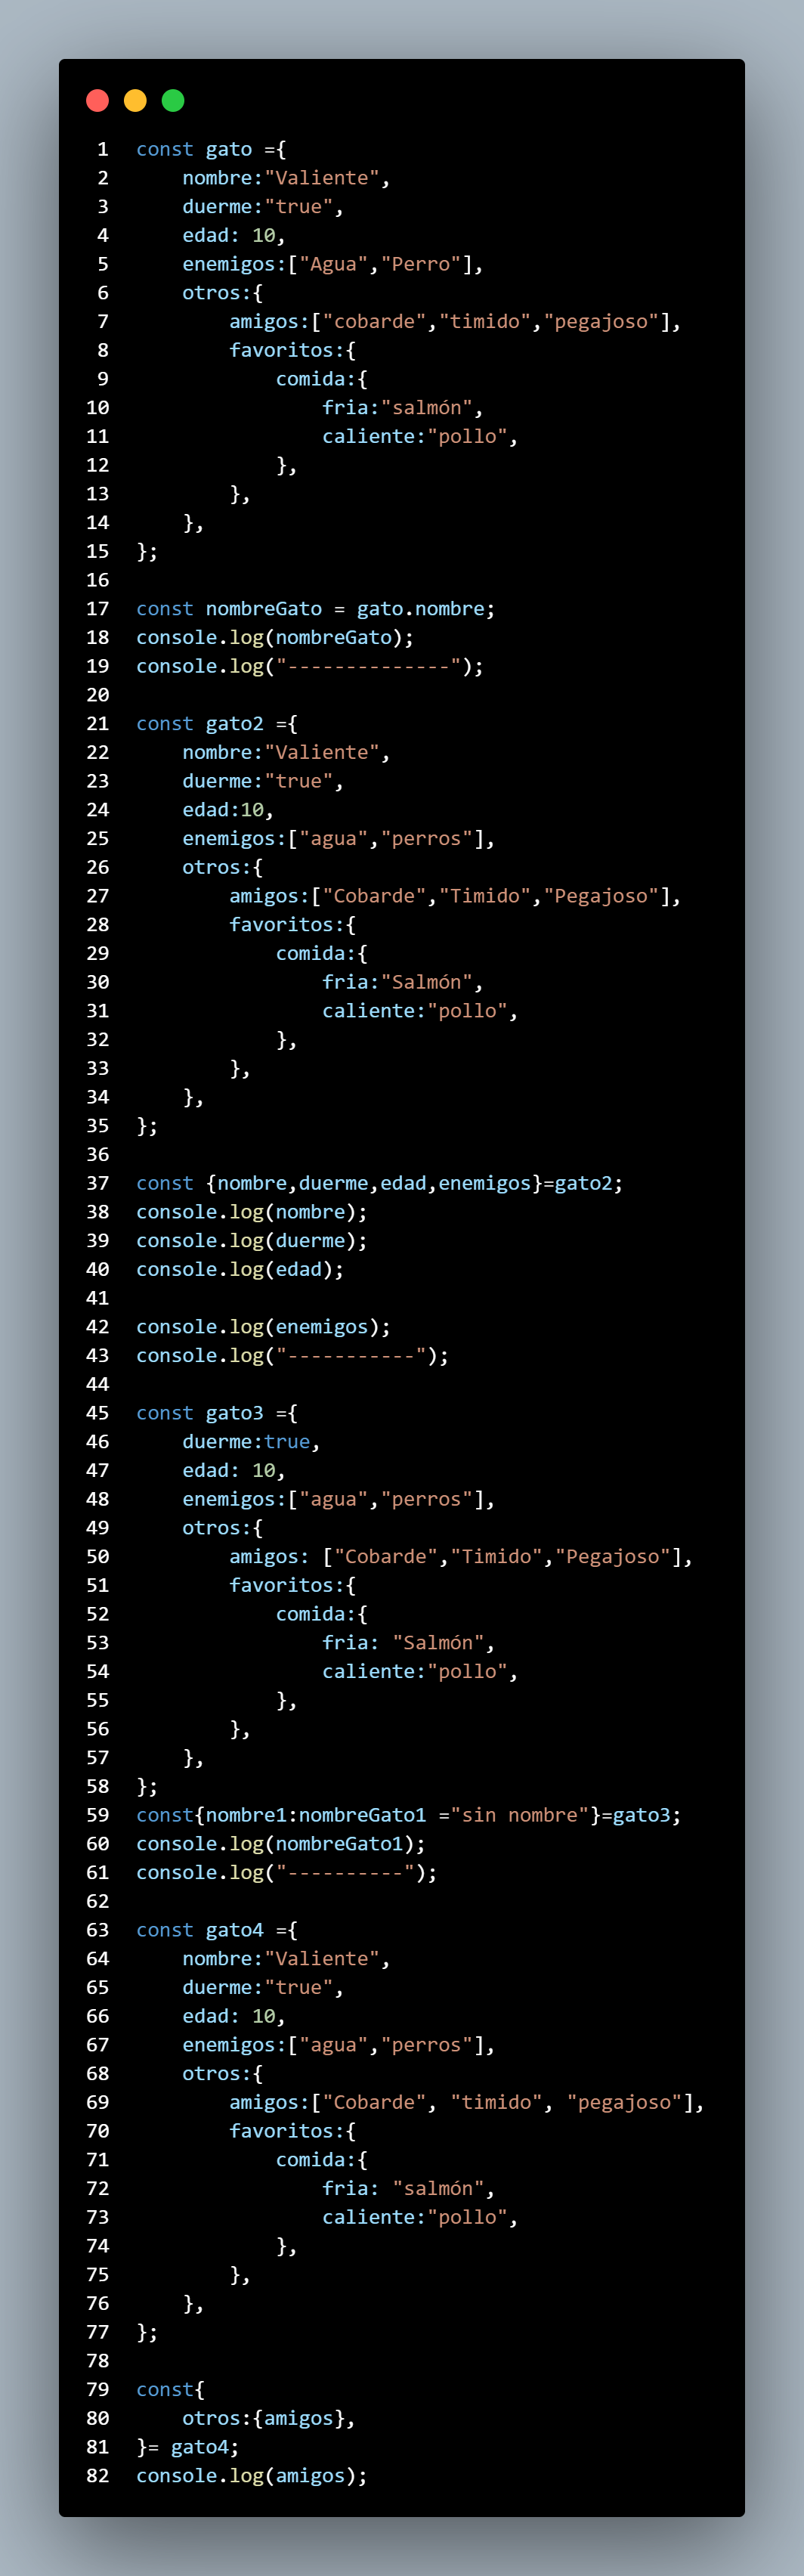 1 const gato ={
2     nombre:"Valiente",
3     duerme:"true",
4     edad: 10,
5     enemigos:["Agua","Perro"],
6     otros:{
7         amigos:["cobarde","timido","pegajoso"],
8         favoritos:{
9             comida:{
10                 fria:"salmón",
11                 caliente:"pollo",
12             },
13         },
14     },
15 };
16
17 const nombreGato = gato.nombre;
18 console.log(nombreGato);
19 console.log("--------------");
20
21 const gato2 ={
22     nombre:"Valiente",
23     duerme:"true",
24     edad:10,
25     enemigos:["agua","perros"],
26     otros:{
27         amigos:["Cobarde","Timido","Pegajoso"],
28         favoritos:{
29             comida:{
30                 fria:"Salmón",
31                 caliente:"pollo",
32             },
33         },
34     },
35 };
36
37 const {nombre,duerme,edad,enemigos}=gato2;
38 console.log(nombre);
39 console.log(duerme);
40 console.log(edad);
41
42 console.log(enemigos);
43 console.log("-----------");
44
45 const gato3 ={
46     duerme:true,
47     edad: 10,
48     enemigos:["agua","perros"],
49     otros:{
50         amigos: ["Cobarde","Timido","Pegajoso"],
51         favoritos:{
52             comida:{
53                 fria: "Salmón",
54                 caliente:"pollo",
55             },
56         },
57     },
58 };
59 const{nombre1:nombreGato1 ="sin nombre"}=gato3;
60 console.log(nombreGato1);
61 console.log("----------");
62
63 const gato4 ={
64     nombre:"Valiente",
65     duerme:"true",
66     edad: 10,
67     enemigos:["agua","perros"],
68     otros:{
69         amigos:["Cobarde", "timido", "pegajoso"],
70         favoritos:{
71             comida:{
72                 fria: "salmón",
73                 caliente:"pollo",
74             },
75         },
76     },
77 };
78
79 const{
80     otros:{amigos},
81 }= gato4;
82 console.log(amigos);